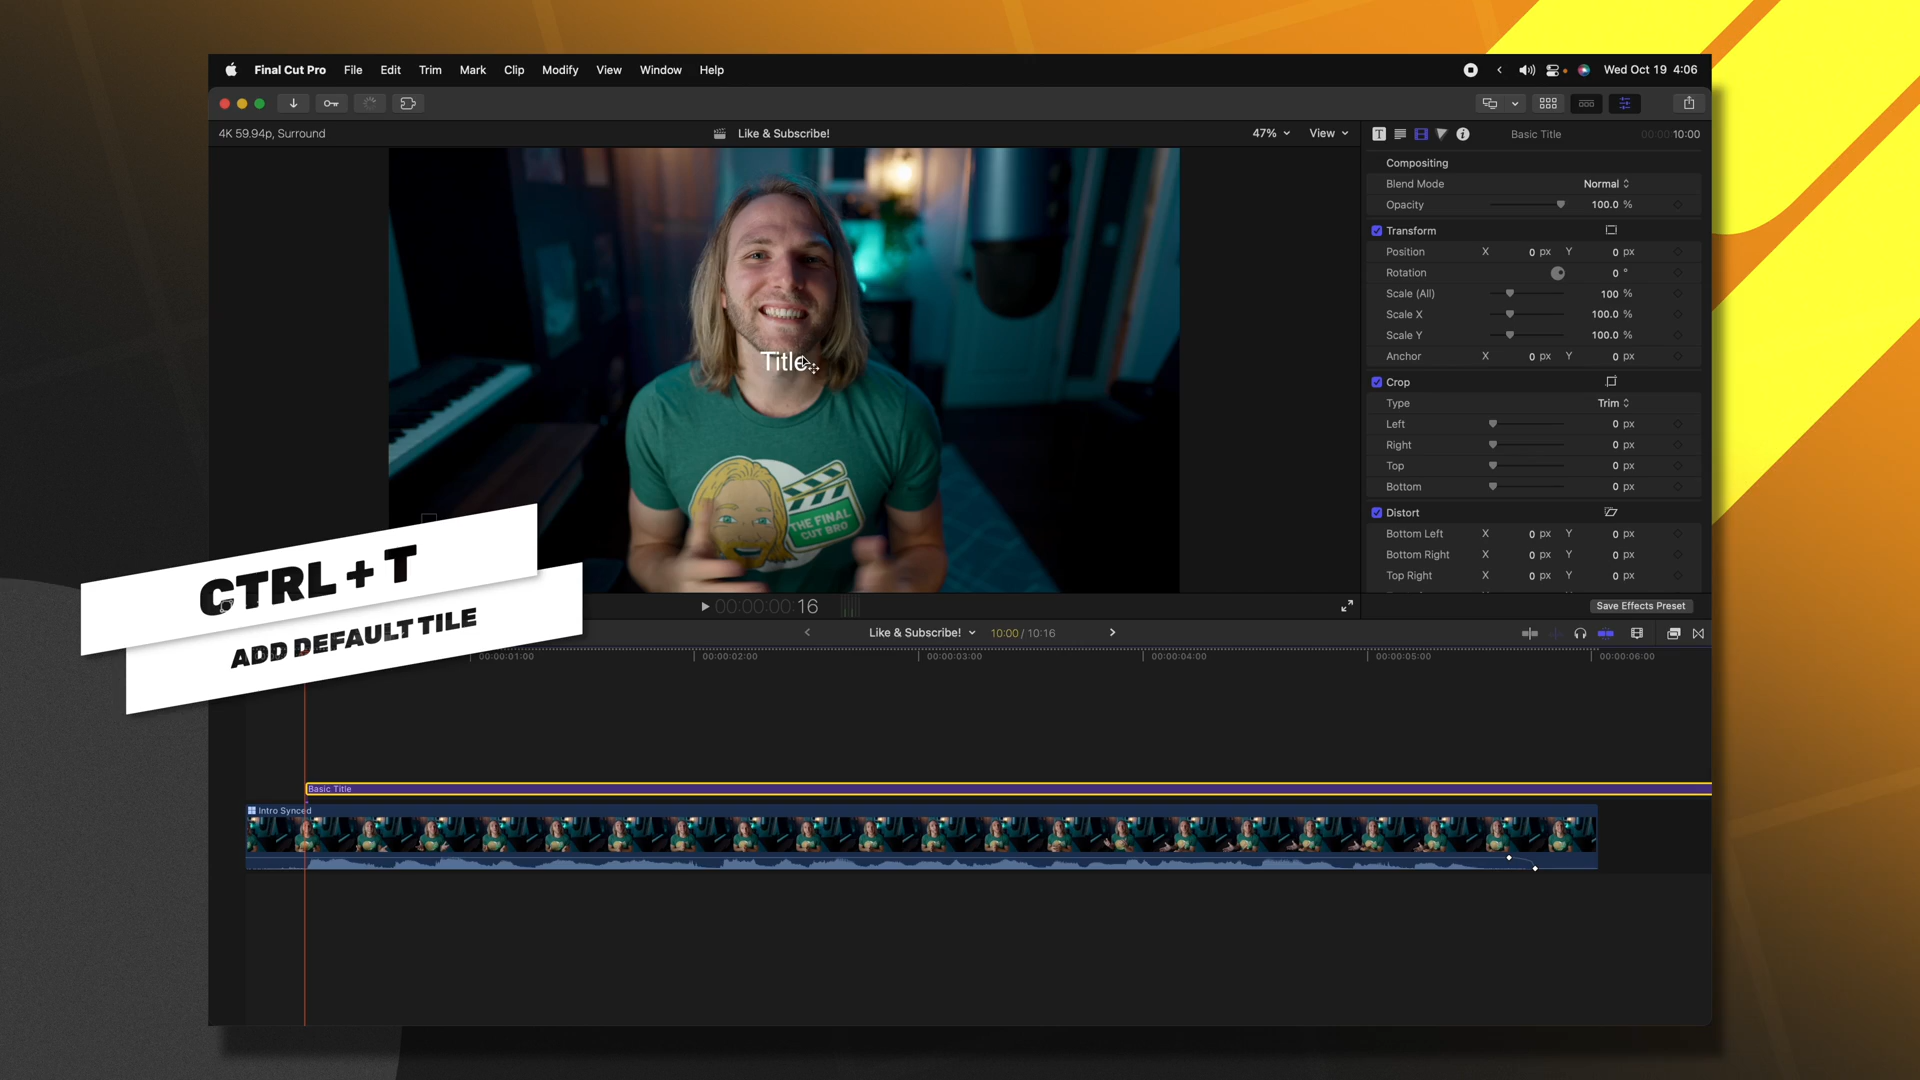 Final Cut Pro File Edit Trim Mark Clip Modify View Window Help Wed Oct 19 4:06
4K 59.94p, Surround Like & Subscribe! 47% View Basic Title 00:00:10:00
Compositing
Blend Mode Normal
Opacity 100.0 %
Transform
Position X 0 px Y 0 px
Rotation 0 °
Scale (All) 100 %
Scale X 100.0 %
Scale Y 100.0 %
Anchor X 0 px Y 0 px
Crop
Type Trim
Left 0 px
Right 0 px
Top 0 px
Bottom 0 px
Distort
Bottom Left X 0 px Y 0 px
Bottom Right X 0 px Y 0 px
Top Right X 0 px Y 0 px
Save Effects Preset
Title
THE FINAL
CUT BRO
CTRL + T
ADD DEFAULT TILE
00:00:00:16
Like & Subscribe! 10:00 / 10:16
00:00:01:00 00:00:02:00 00:00:03:00 00:00:04:00 00:00:05:00 00:00:06:00
Basic Title
Intro Synced